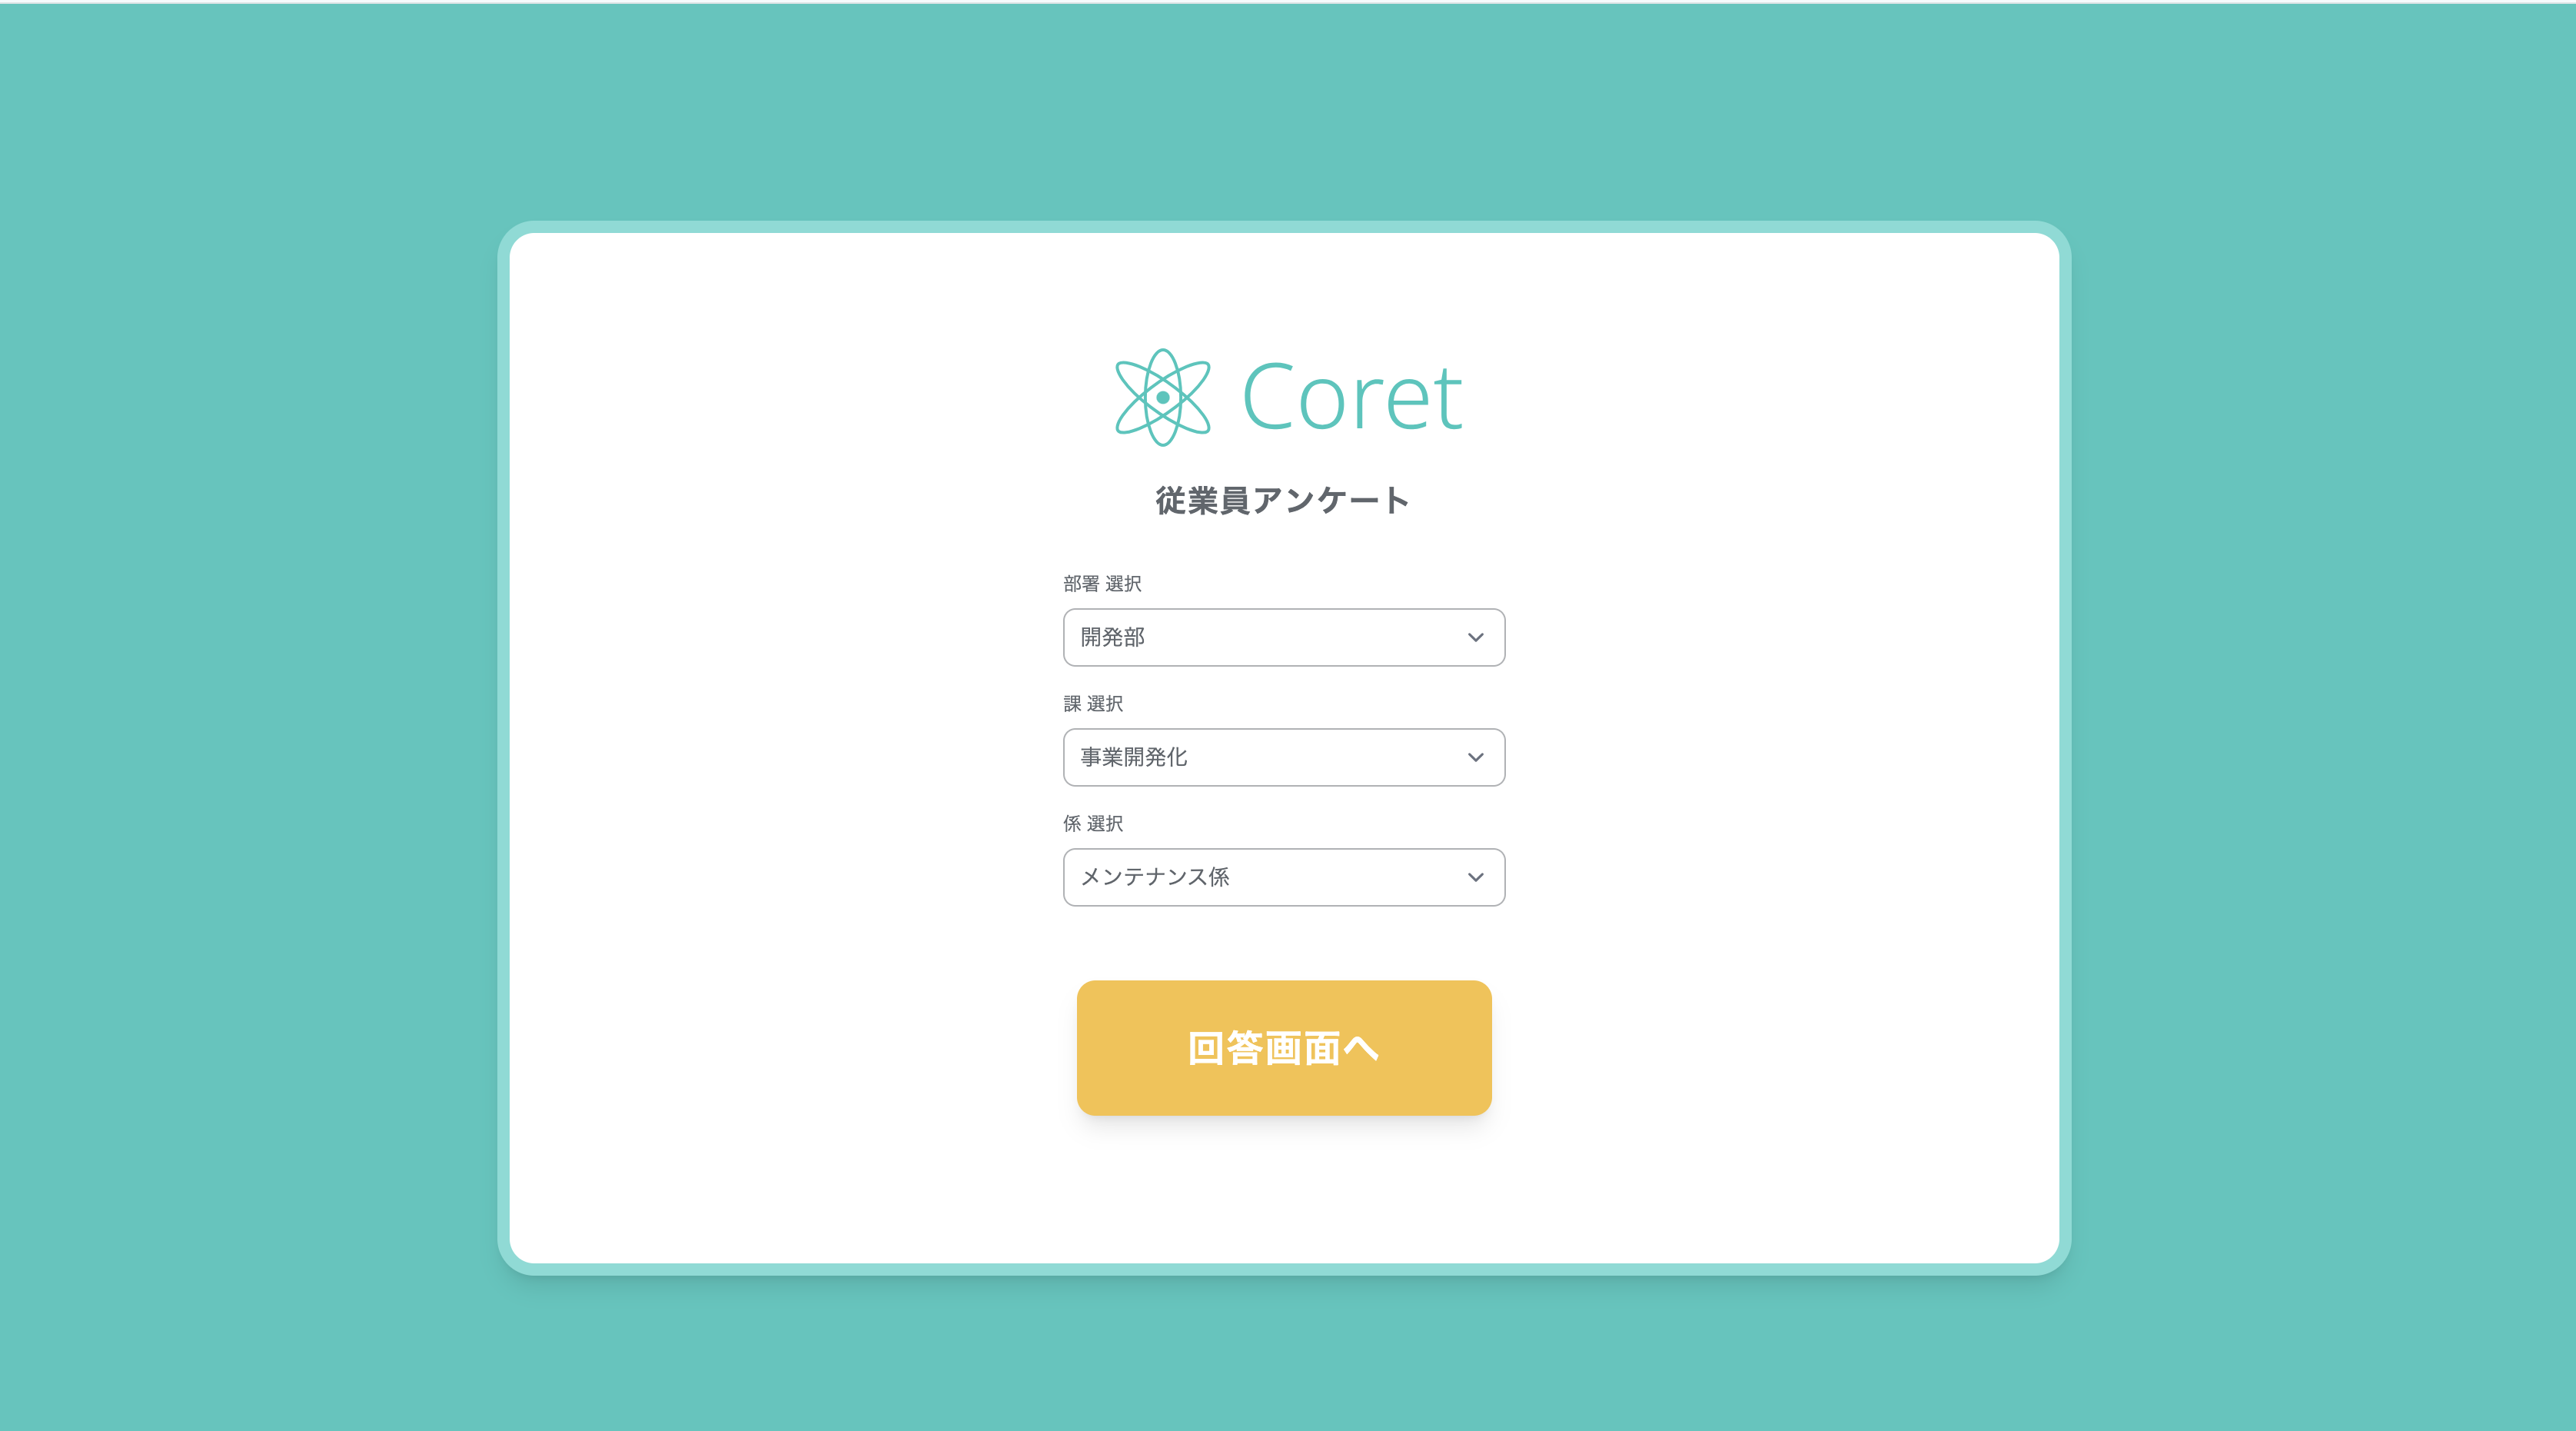 Coret
従業員アンケート
部署 選択
開発部
課 選択
事業開発化
係 選択
メンテナンス係
回答画面へ